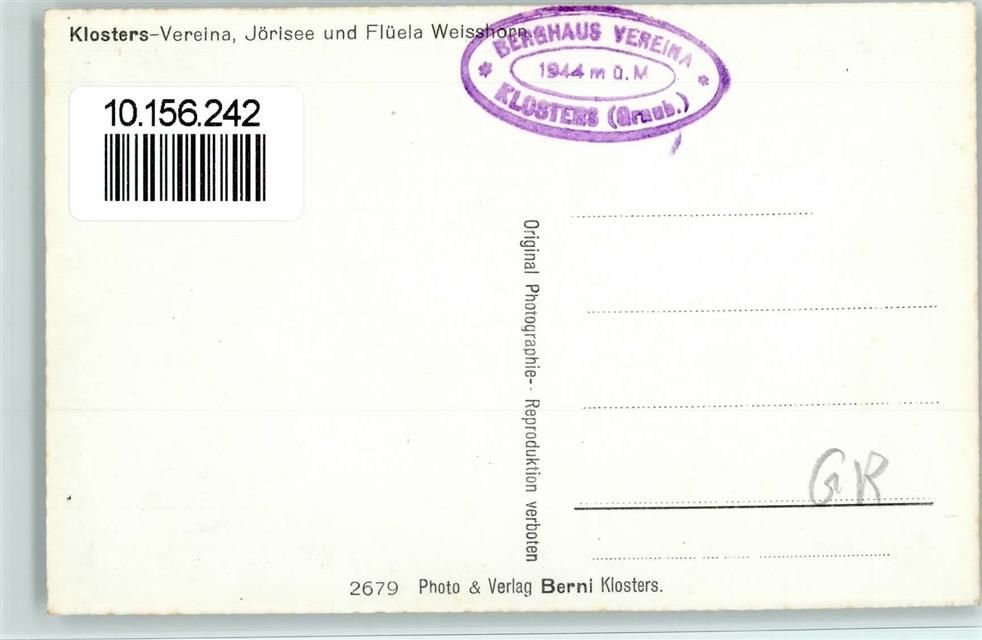 Klosters-Vereina, Jörisee und Flüela Weisshorn.
BERGHAUS VEREINA
1944 m ü. M
* KLOSTERS (Graub.) *
10.156.242
Original Photographie-- Reproduktion verboten
GR
2679 Photo & Verlag Berni Klosters.